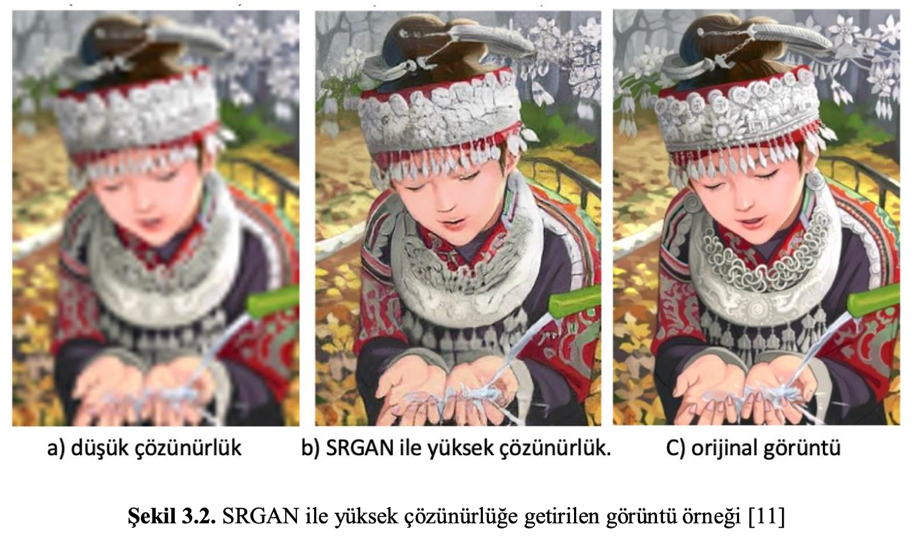 a) düşük çözünürlük
b) SRGAN ile yüksek çözünürlük.
C) orijinal görüntü
Şekil 3.2. SRGAN ile yüksek çözünürlüğe getirilen görüntü örneği [11]